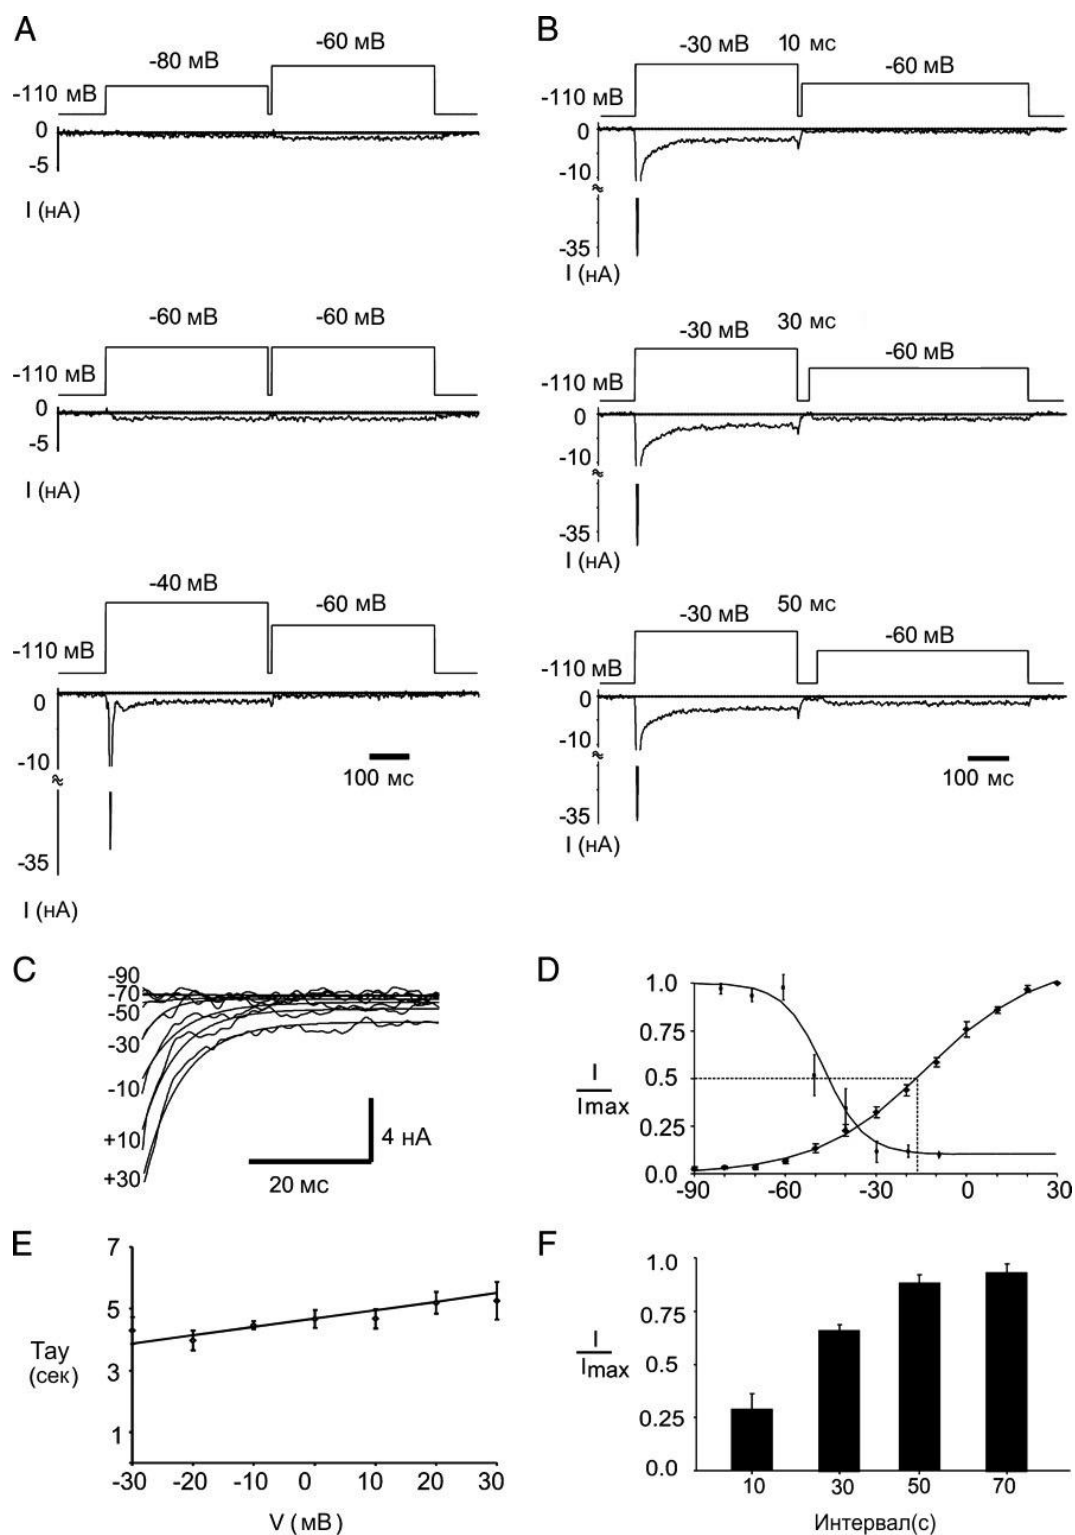 A
-80 мВ
-60 мВ
-110 мВ
0
-5
I (нА)
-60 мВ
-60 мВ
-110 мВ
0
-5
I (нА)
-40 мВ
-60 мВ
-110 мВ
0
-10
≈
-35
100 мс
I (нА)
B
-30 мВ
10 мс
-60 мВ
-110 мВ
0
-10
≈
-35
I (нА)
-30 мВ
30 мс
-60 мВ
-110 мВ
0
-10
≈
-35
I (нА)
-30 мВ
50 мс
-60 мВ
-110 мВ
0
-10
≈
-35
100 мс
I (нА)
C
-90
-70
-50
-30
-10
+10
+30
4 нА
20 мс
D
1.0
0.75
0.5
0.25
0.0
I
Imax
-90 -60 -30 0 30
E
7
5
3
1
Тау
(сек)
-30 -20 -10 0 10 20 30
V (мВ)
F
1.0
0.75
0.5
0.25
0.0
I
Imax
10 30 50 70
Интервал(с)